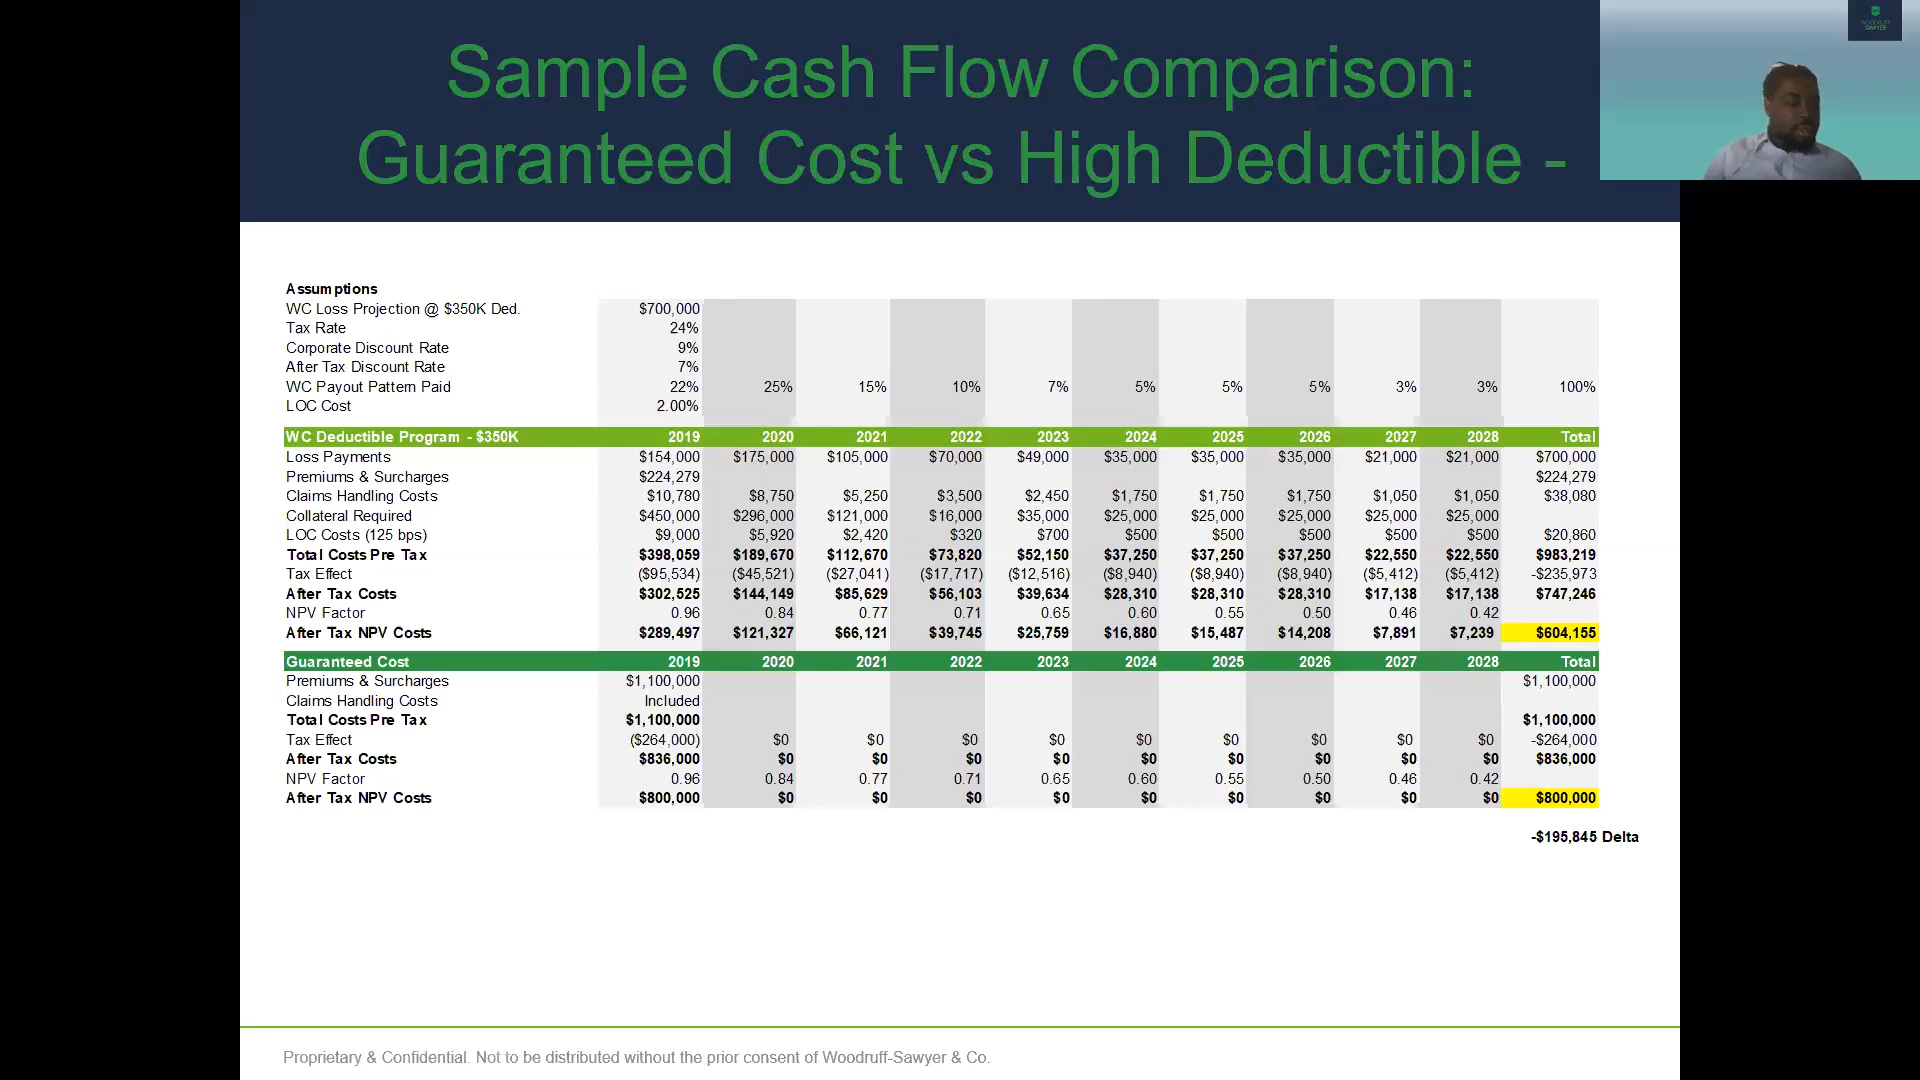 Sample Cash Flow Comparison:
Guaranteed Cost vs High Deductible -
WOODRUFF
SAWYER
Assumptions
WC Loss Projection @ $350K Ded. $700,000
Tax Rate 24%
Corporate Discount Rate 9%
After Tax Discount Rate 7%
WC Payout Pattern Paid 22% 25% 15% 10% 7% 5% 5% 5% 3% 3% 100%
LOC Cost 2.00%
WC Deductible Program - $350K 2019 2020 2021 2022 2023 2024 2025 2026 2027 2028 Total
Loss Payments $154,000 $175,000 $105,000 $70,000 $49,000 $35,000 $35,000 $35,000 $21,000 $21,000 $700,000
Premiums & Surcharges $224,279 $224,279
Claims Handling Costs $10,780 $8,750 $5,250 $3,500 $2,450 $1,750 $1,750 $1,750 $1,050 $1,050 $38,080
Collateral Required $450,000 $296,000 $121,000 $16,000 $35,000 $25,000 $25,000 $25,000 $25,000 $25,000
LOC Costs (125 bps) $9,000 $5,920 $2,420 $320 $700 $500 $500 $500 $500 $500 $20,860
Total Costs Pre Tax $398,059 $189,670 $112,670 $73,820 $52,150 $37,250 $37,250 $37,250 $22,550 $22,550 $983,219
Tax Effect ($95,534) ($45,521) ($27,041) ($17,717) ($12,516) ($8,940) ($8,940) ($8,940) ($5,412) ($5,412) -$235,973
After Tax Costs $302,525 $144,149 $85,629 $56,103 $39,634 $28,310 $28,310 $28,310 $17,138 $17,138 $747,246
NPV Factor 0.96 0.84 0.77 0.71 0.65 0.60 0.55 0.50 0.46 0.42
After Tax NPV Costs $289,497 $121,327 $66,121 $39,745 $25,759 $16,880 $15,487 $14,208 $7,891 $7,239 $604,155
Guaranteed Cost 2019 2020 2021 2022 2023 2024 2025 2026 2027 2028 Total
Premiums & Surcharges $1,100,000 $1,100,000
Claims Handling Costs Included
Total Costs Pre Tax $1,100,000 $1,100,000
Tax Effect ($264,000) $0 $0 $0 $0 $0 $0 $0 $0 $0 -$264,000
After Tax Costs $836,000 $0 $0 $0 $0 $0 $0 $0 $0 $0 $836,000
NPV Factor 0.96 0.84 0.77 0.71 0.65 0.60 0.55 0.50 0.46 0.42
After Tax NPV Costs $800,000 $0 $0 $0 $0 $0 $0 $0 $0 $0 $800,000
-$195,845 Delta
Proprietary & Confidential. Not to be distributed without the prior consent of Woodruff-Sawyer & Co.